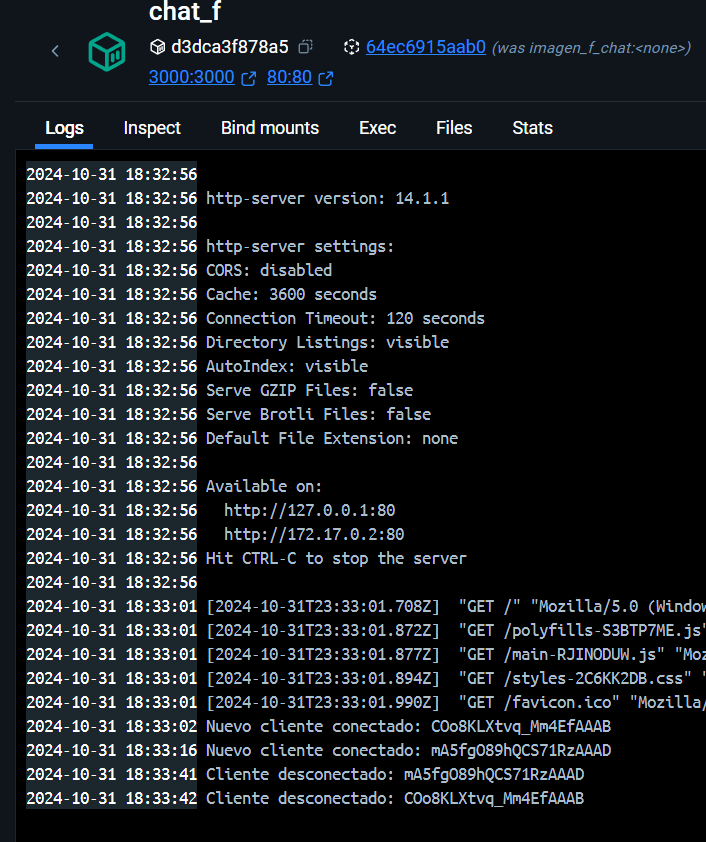 chat_f
d3dca3f878a5 64ec6915aab0 (was imagen_f_chat:<none>)
3000:3000 80:80
Logs Inspect Bind mounts Exec Files Stats
2024-10-31 18:32:56
2024-10-31 18:32:56 http-server version: 14.1.1
2024-10-31 18:32:56
2024-10-31 18:32:56 http-server settings:
2024-10-31 18:32:56 CORS: disabled
2024-10-31 18:32:56 Cache: 3600 seconds
2024-10-31 18:32:56 Connection Timeout: 120 seconds
2024-10-31 18:32:56 Directory Listings: visible
2024-10-31 18:32:56 AutoIndex: visible
2024-10-31 18:32:56 Serve GZIP Files: false
2024-10-31 18:32:56 Serve Brotli Files: false
2024-10-31 18:32:56 Default File Extension: none
2024-10-31 18:32:56
2024-10-31 18:32:56 Available on:
2024-10-31 18:32:56   http://127.0.0.1:80
2024-10-31 18:32:56   http://172.17.0.2:80
2024-10-31 18:32:56 Hit CTRL-C to stop the server
2024-10-31 18:32:56
2024-10-31 18:33:01 [2024-10-31T23:33:01.708Z]  "GET /" "Mozilla/5.0 (Window
2024-10-31 18:33:01 [2024-10-31T23:33:01.872Z]  "GET /polyfills-S3BTP7ME.js"
2024-10-31 18:33:01 [2024-10-31T23:33:01.877Z]  "GET /main-RJINODUW.js" "Moz
2024-10-31 18:33:01 [2024-10-31T23:33:01.894Z]  "GET /styles-2C6KK2DB.css" "
2024-10-31 18:33:01 [2024-10-31T23:33:01.990Z]  "GET /favicon.ico" "Mozilla/
2024-10-31 18:33:02 Nuevo cliente conectado: COo8KLXtvq_Mm4EfAAAB
2024-10-31 18:33:16 Nuevo cliente conectado: mA5fgO89hQCS71RzAAAD
2024-10-31 18:33:41 Cliente desconectado: mA5fgO89hQCS71RzAAAD
2024-10-31 18:33:42 Cliente desconectado: COo8KLXtvq_Mm4EfAAAB